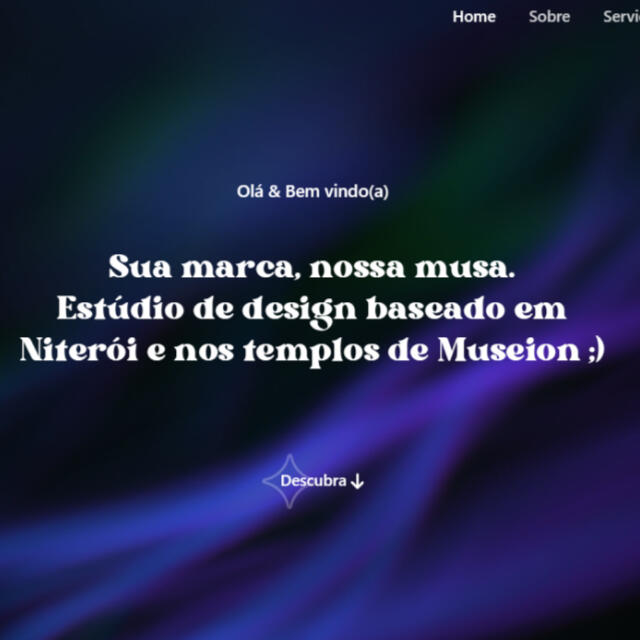 Home Sobre
Olá & Bem vindo(a)
Sua marca, nossa musa.
Estúdio de design baseado em
Niterói e nos templos de Museion ;)
Descubra ↓